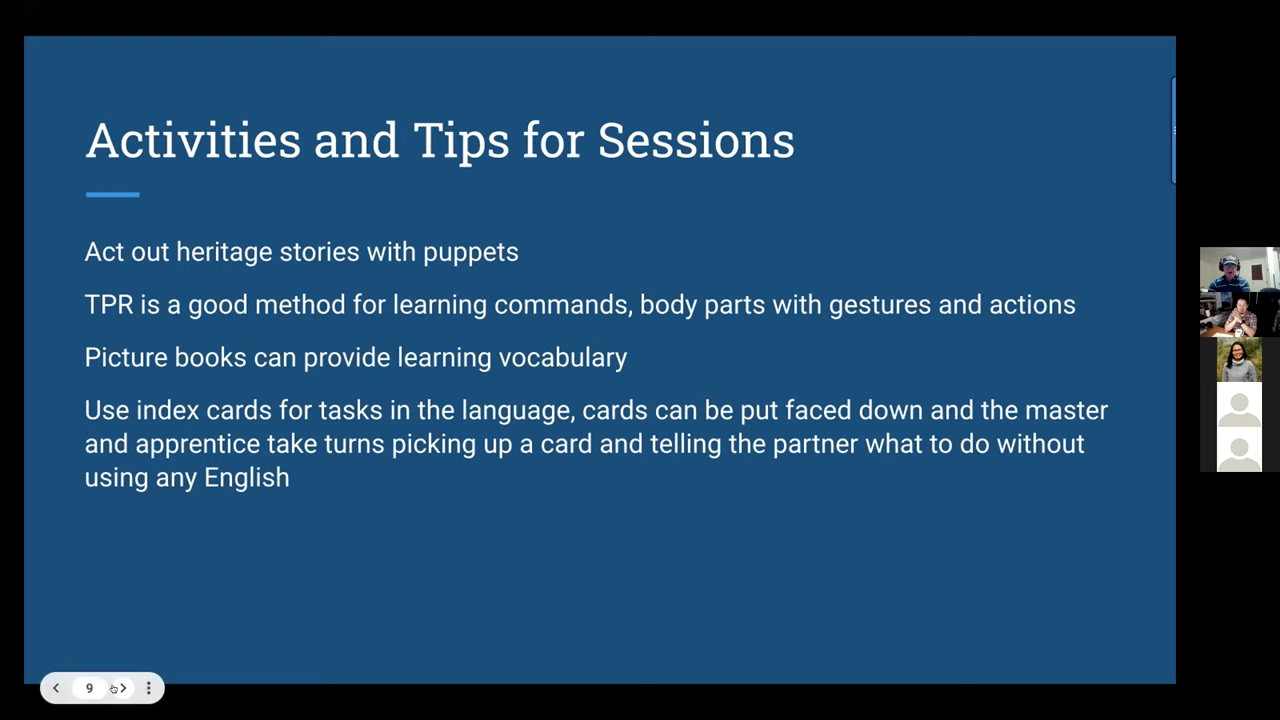 Activities and Tips for Sessions
Act out heritage stories with puppets
TPR is a good method for learning commands, body parts with gestures and actions
Picture books can provide learning vocabulary
Use index cards for tasks in the language, cards can be put faced down and the master
and apprentice take turns picking up a card and telling the partner what to do without
using any English
9